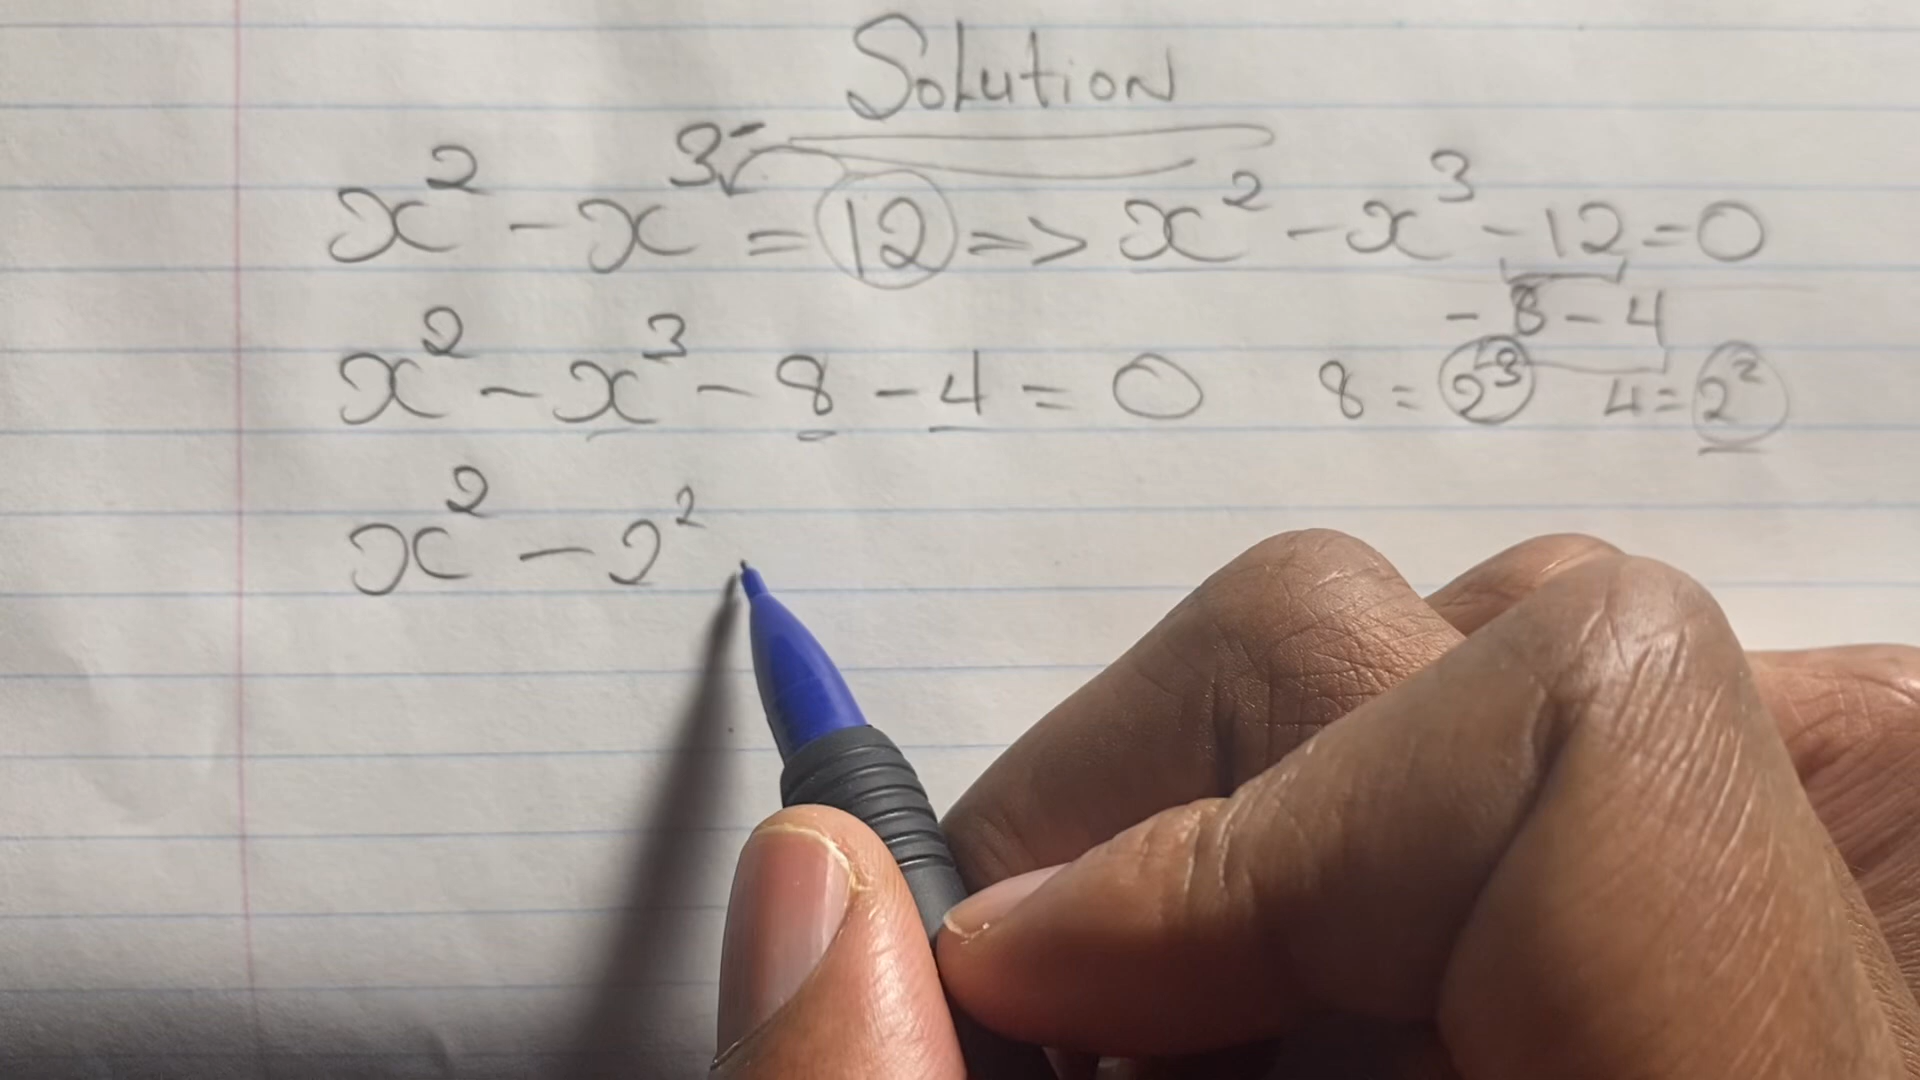 Solution
x² - x³ = 12 => x² - x³ - 12 = 0
- 8 - 4
x² - x³ - 8 - 4 = 0 8 = 2³ 4 = 2²
x² - 2²